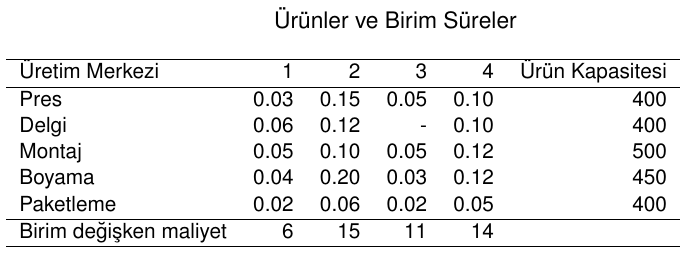 Ürünler ve Birim Süreler
Üretim Merkezi 1 2 3 4 Ürün Kapasitesi
Pres 0.03 0.15 0.05 0.10 400
Delgi 0.06 0.12 - 0.10 400
Montaj 0.05 0.10 0.05 0.12 500
Boyama 0.04 0.20 0.03 0.12 450
Paketleme 0.02 0.06 0.02 0.05 400
Birim değişken maliyet 6 15 11 14